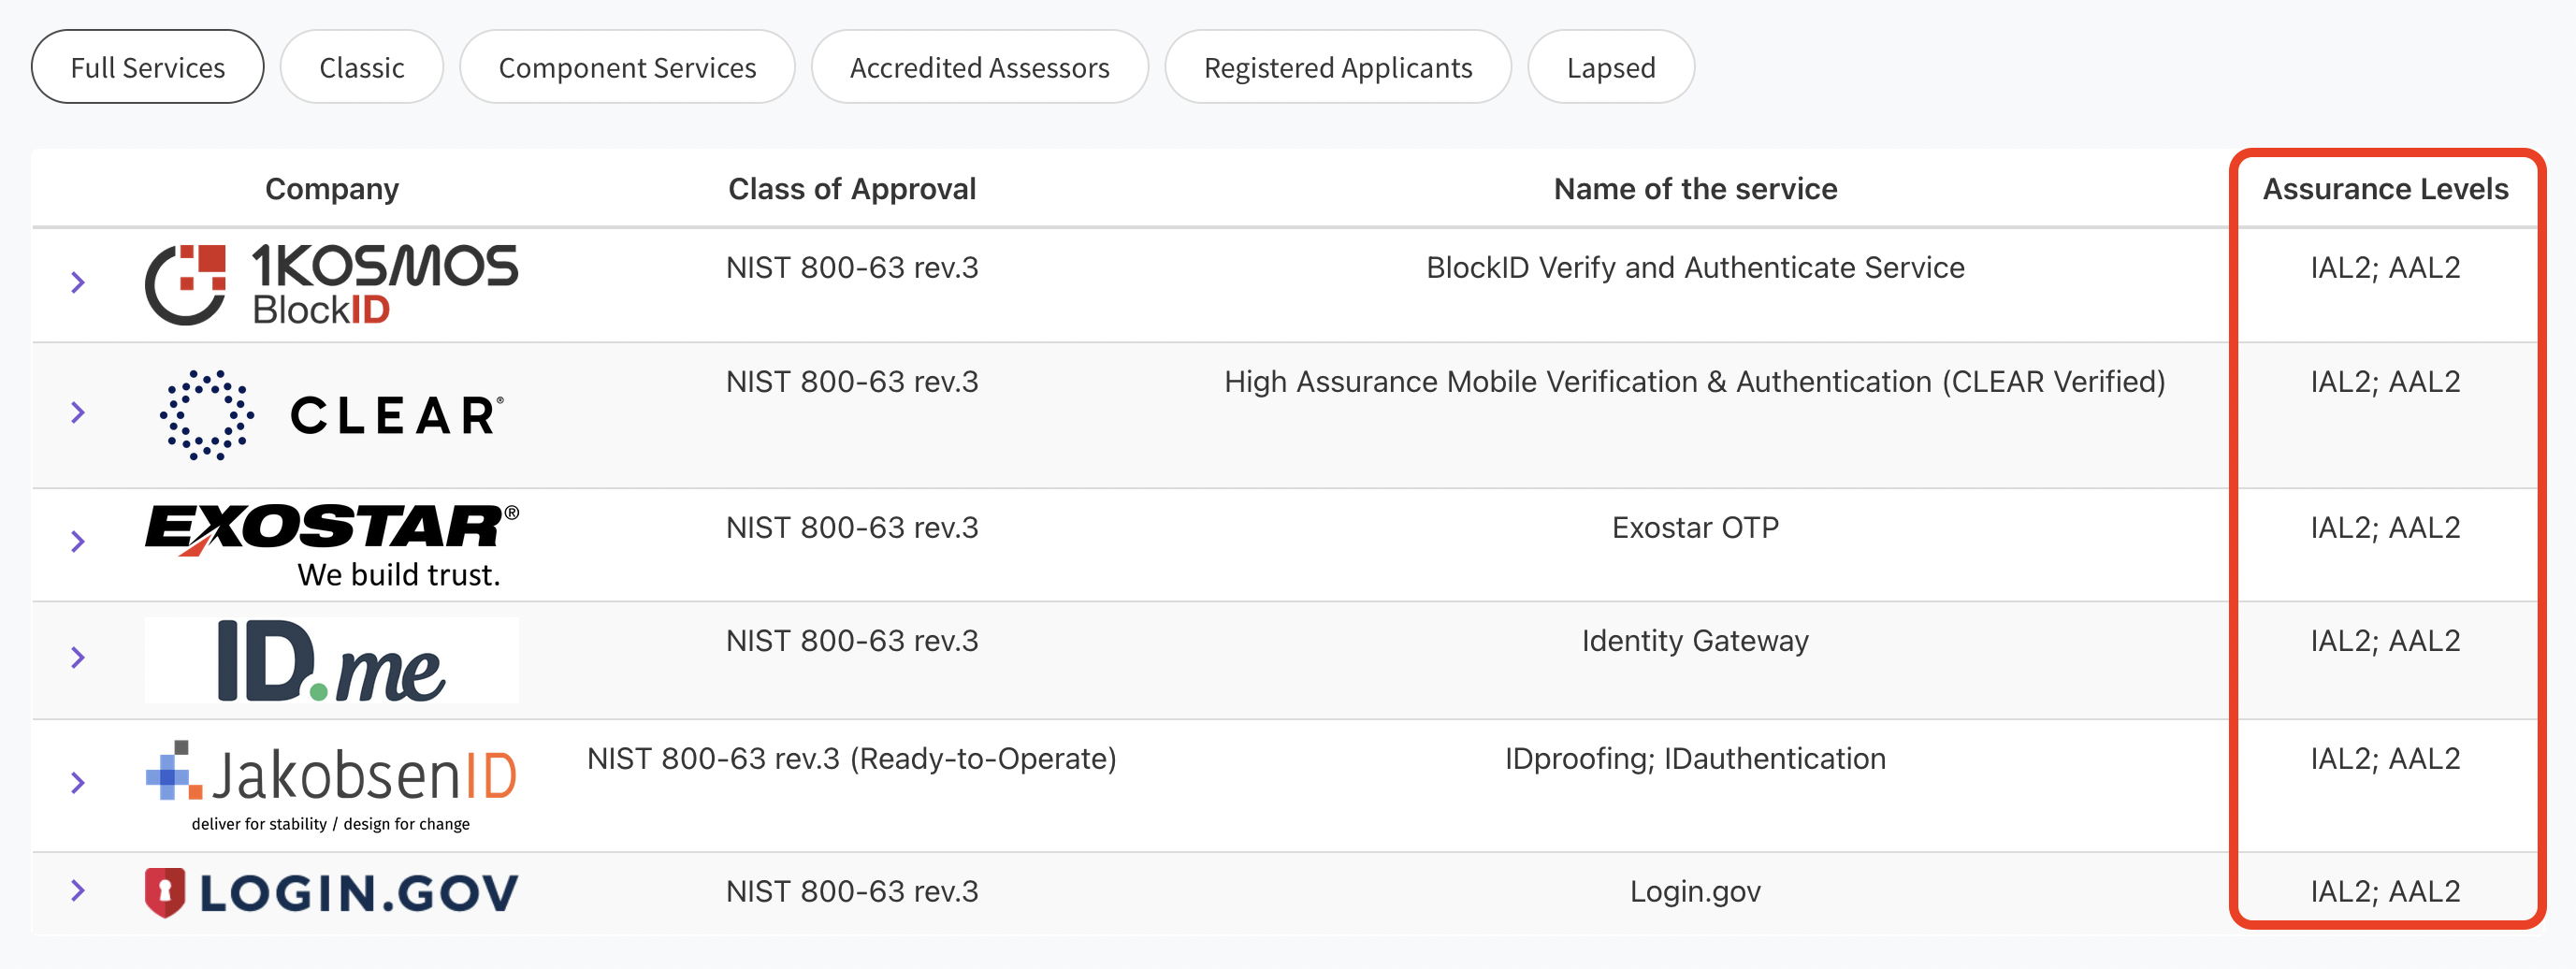 Full Services Classic Component Services Accredited Assessors Registered Applicants Lapsed
Company Class of Approval Name of the service Assurance Levels
1KOSMOS BlockID NIST 800-63 rev.3 BlockID Verify and Authenticate Service IAL2; AAL2
CLEAR® NIST 800-63 rev.3 High Assurance Mobile Verification & Authentication (CLEAR Verified) IAL2; AAL2
EXOSTAR® NIST 800-63 rev.3 Exostar OTP IAL2; AAL2
We build trust.
ID.me NIST 800-63 rev.3 Identity Gateway IAL2; AAL2
JakobsenID NIST 800-63 rev.3 (Ready-to-Operate) IDproofing; IDauthentication IAL2; AAL2
deliver for stability / design for change
LOGIN.GOV NIST 800-63 rev.3 Login.gov IAL2; AAL2